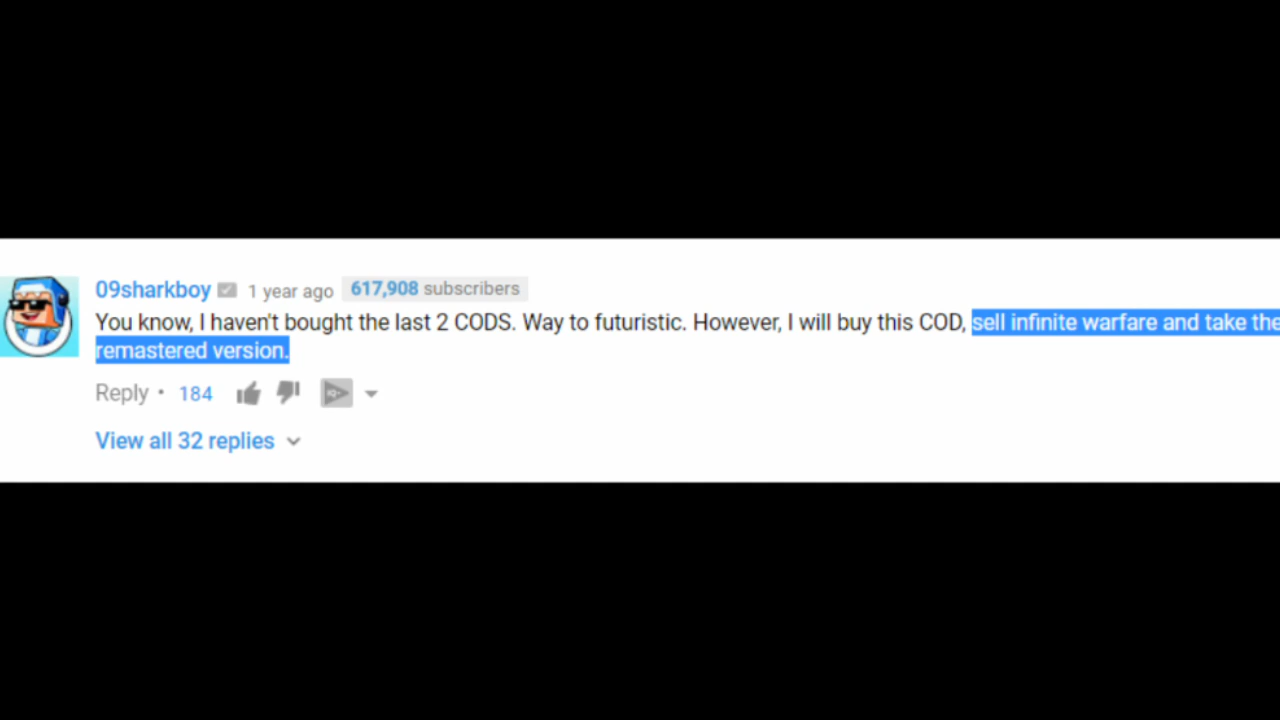 09sharkboy 1 year ago 617,908 subscribers
You know, I haven't bought the last 2 CODS. Way to futuristic. However, I will buy this COD, sell infinite warfare and take the
remastered version.
Reply • 184
View all 32 replies